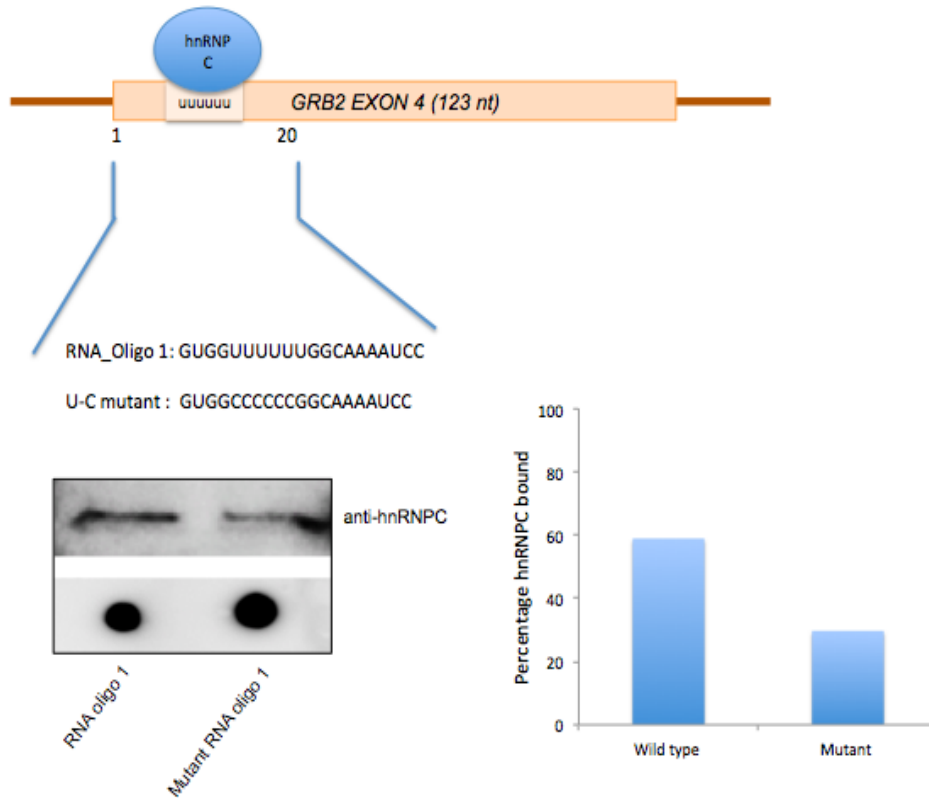 hnRNP
C
uuuuuu
GRB2 EXON 4 (123 nt)
1
20
RNA_Oligo 1: GUGGUUUUUUGGCAAAAUCC
U-C mutant : GUGGCCCCCCGGCAAAAUCC
anti-hnRNPC
RNA oligo 1
Mutant RNA oligo 1
Percentage hnRNPC bound
100
80
60
40
20
0
Wild type
Mutant